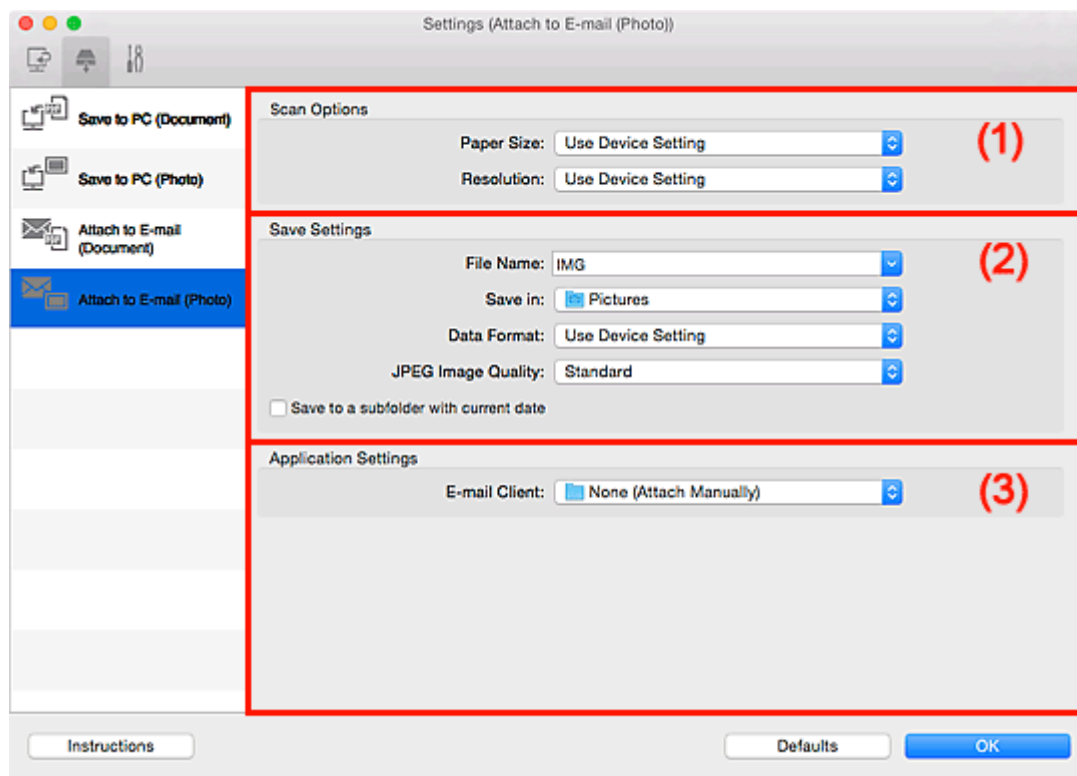 Settings (Attach to E-mail (Photo))
Save to PC (Document)
Save to PC (Photo)
Attach to E-mail
(Document)
Attach to E-mail (Photo)
Scan Options
(1)
Paper Size: Use Device Setting
Resolution: Use Device Setting
Save Settings
(2)
File Name: IMG
Save in: Pictures
Data Format: Use Device Setting
JPEG Image Quality: Standard
Save to a subfolder with current date
Application Settings
(3)
E-mail Client: None (Attach Manually)
Instructions
Defaults
OK